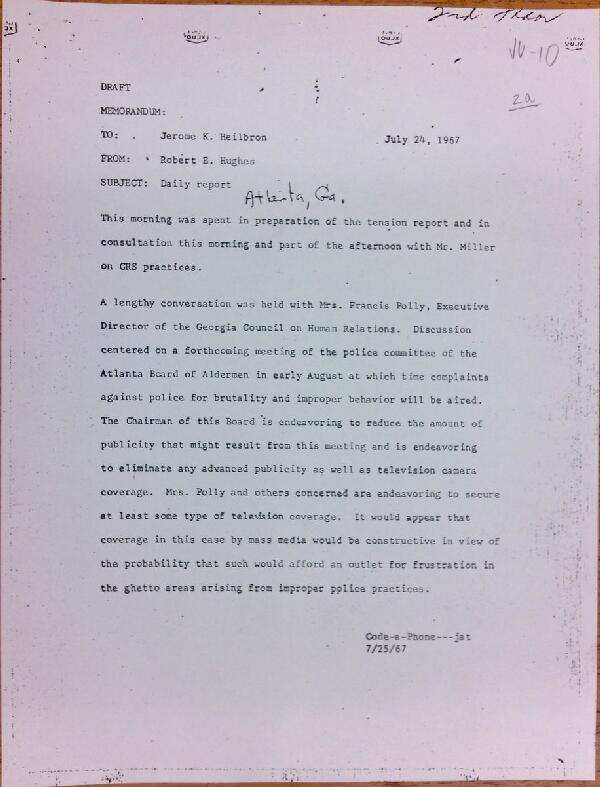 XEROX
XEROX
XEROX
2nd
IV-10
2a
DRAFT
MEMORANDUM:
TO: Jerome K. Heilbron July 24, 1967
FROM: Robert E. Hughes
SUBJECT: Daily report
Atlanta, Ga.
This morning was spent in preparation of the tension report and in
consultation this morning and part of the afternoon with Mr. Miller
on CRS practices.
A lengthy conversation was held with Mrs. Francis Polly, Executive
Director of the Georgia Council on Human Relations. Discussion
centered on a forthcoming meeting of the police committee of the
Atlanta Board of Aldermen in early August at which time complaints
against police for brutality and improper behavior will be aired.
The Chairman of this Board is endeavoring to reduce the amount of
publicity that might result from this meeting and is endeavoring
to eliminate any advanced publicity as well as television camera
coverage. Mrs. Polly and others concerned are endeavoring to secure
at least some type of television coverage. It would appear that
coverage in this case by mass media would be constructive in view of
the probability that such would afford an outlet for frustration in
the ghetto areas arising from improper pplice practices.
Code-a-Phone---jat
7/25/67